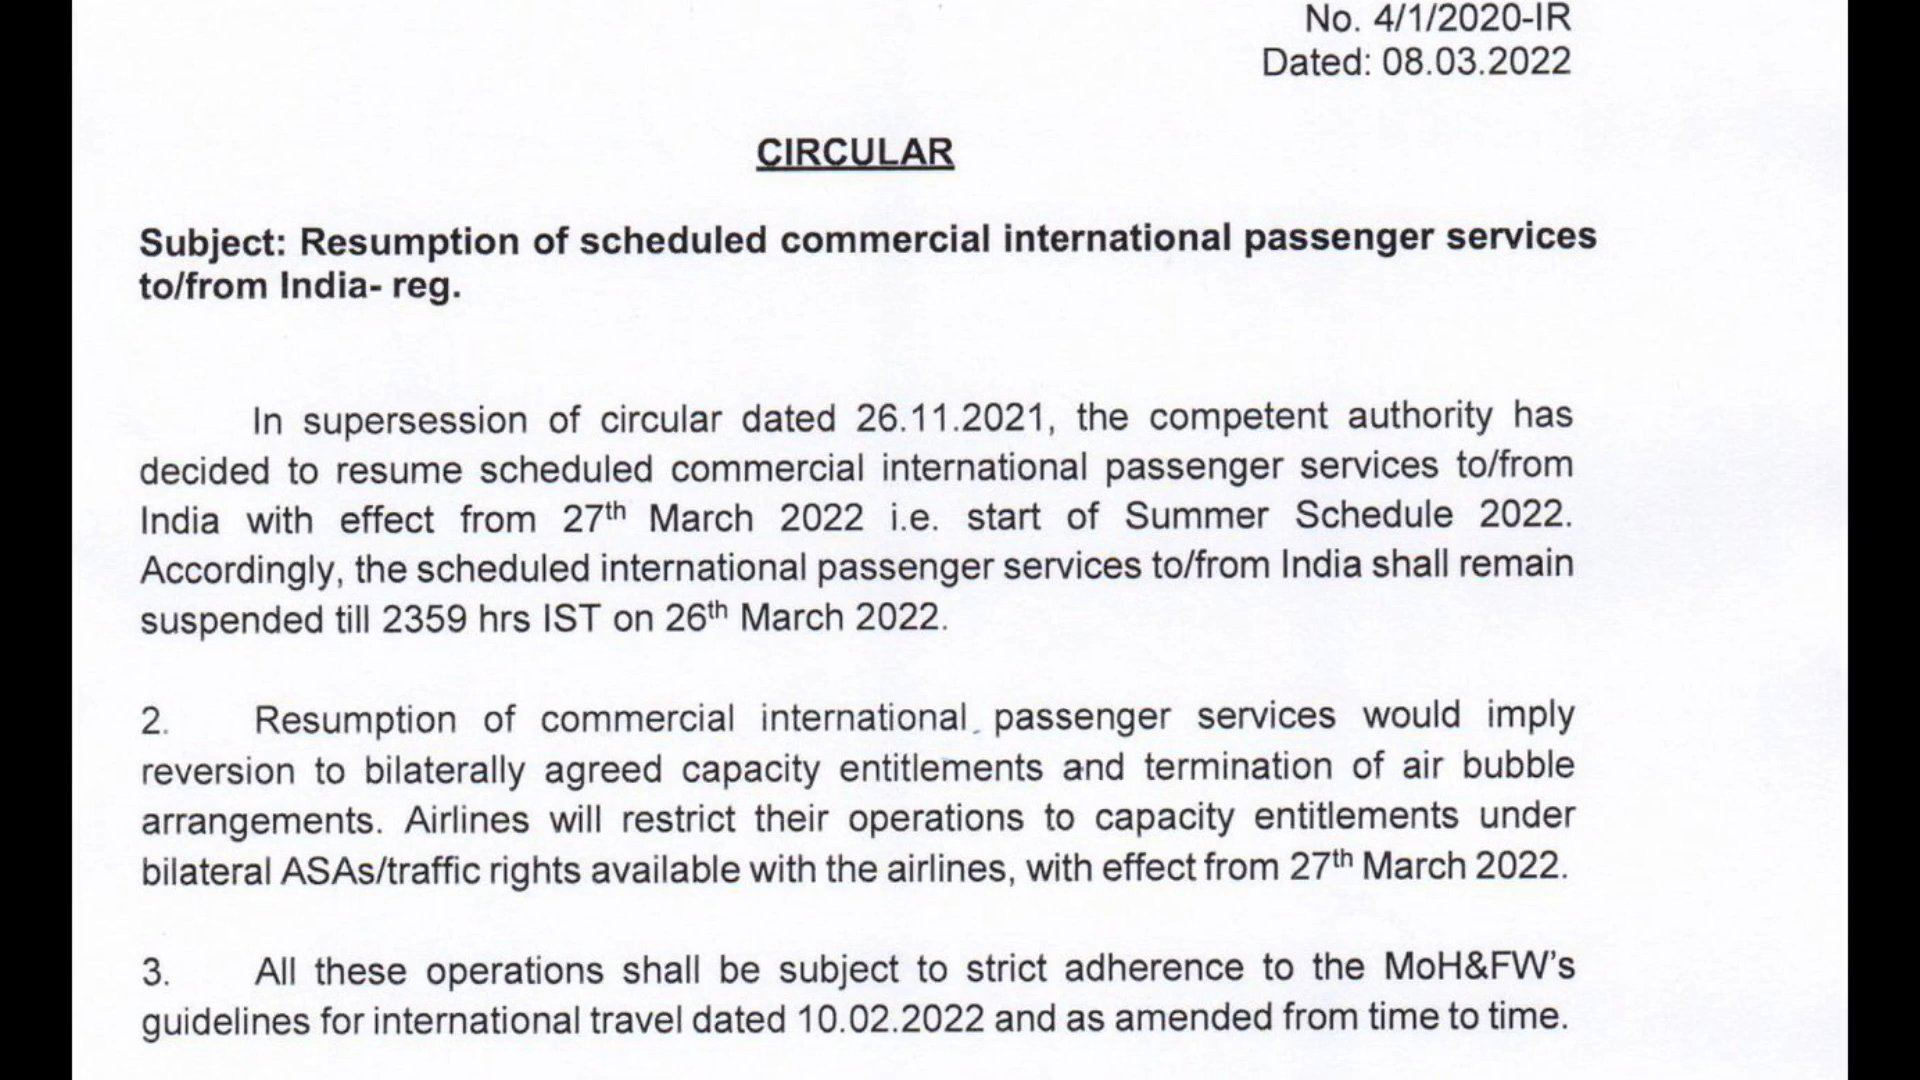 No. 4/1/2020-IR
Dated: 08.03.2022
CIRCULAR
Subject: Resumption of scheduled commercial international passenger services
to/from India- reg.
In supersession of circular dated 26.11.2021, the competent authority has
decided to resume scheduled commercial international passenger services to/from
India with effect from 27th March 2022 i.e. start of Summer Schedule 2022.
Accordingly, the scheduled international passenger services to/from India shall remain
suspended till 2359 hrs IST on 26th March 2022.
2. Resumption of commercial international passenger services would imply
reversion to bilaterally agreed capacity entitlements and termination of air bubble
arrangements. Airlines will restrict their operations to capacity entitlements under
bilateral ASAs/traffic rights available with the airlines, with effect from 27th March 2022.
3. All these operations shall be subject to strict adherence to the MoH&FW's
guidelines for international travel dated 10.02.2022 and as amended from time to time.